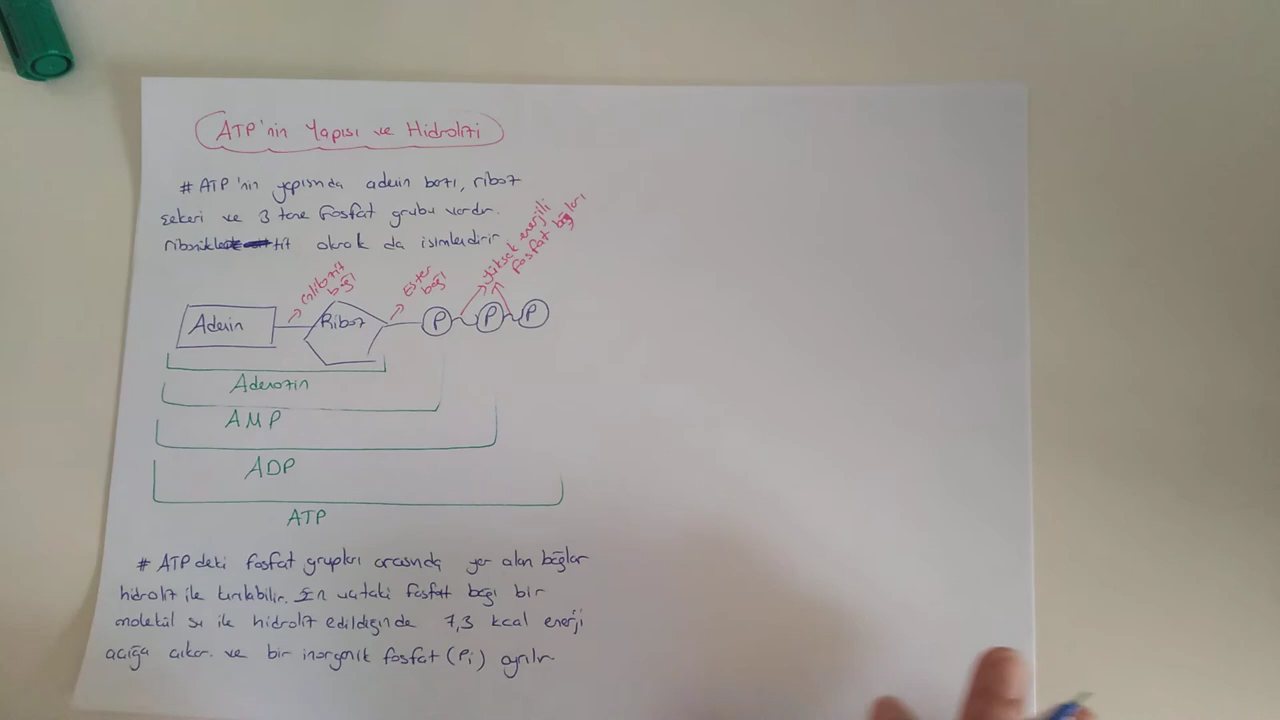 ATP'nin Yapısı ve Hidrolizi
# ATP'nin yapısında adenin bazı, riboz
şekeri ve 3 tane fosfat grubu vardır.
olarak da isimlendirir
Glikozit
bağı
Ester
bağı
yüksek enerjili
fosfat bağları
Adenin
Riboz
P
P
P
Adenozin
AMP
ADP
ATP
# ATP deki fosfat grupları arasında yer alan bağlar
hidroliz ile kırılabilir. En uçtaki fosfat bağı bir
molekül su ile hidroliz edildiğinde 7,3 kcal enerji
açığa çıkar. ve bir inorganik fosfat (Pi) ayrılır.